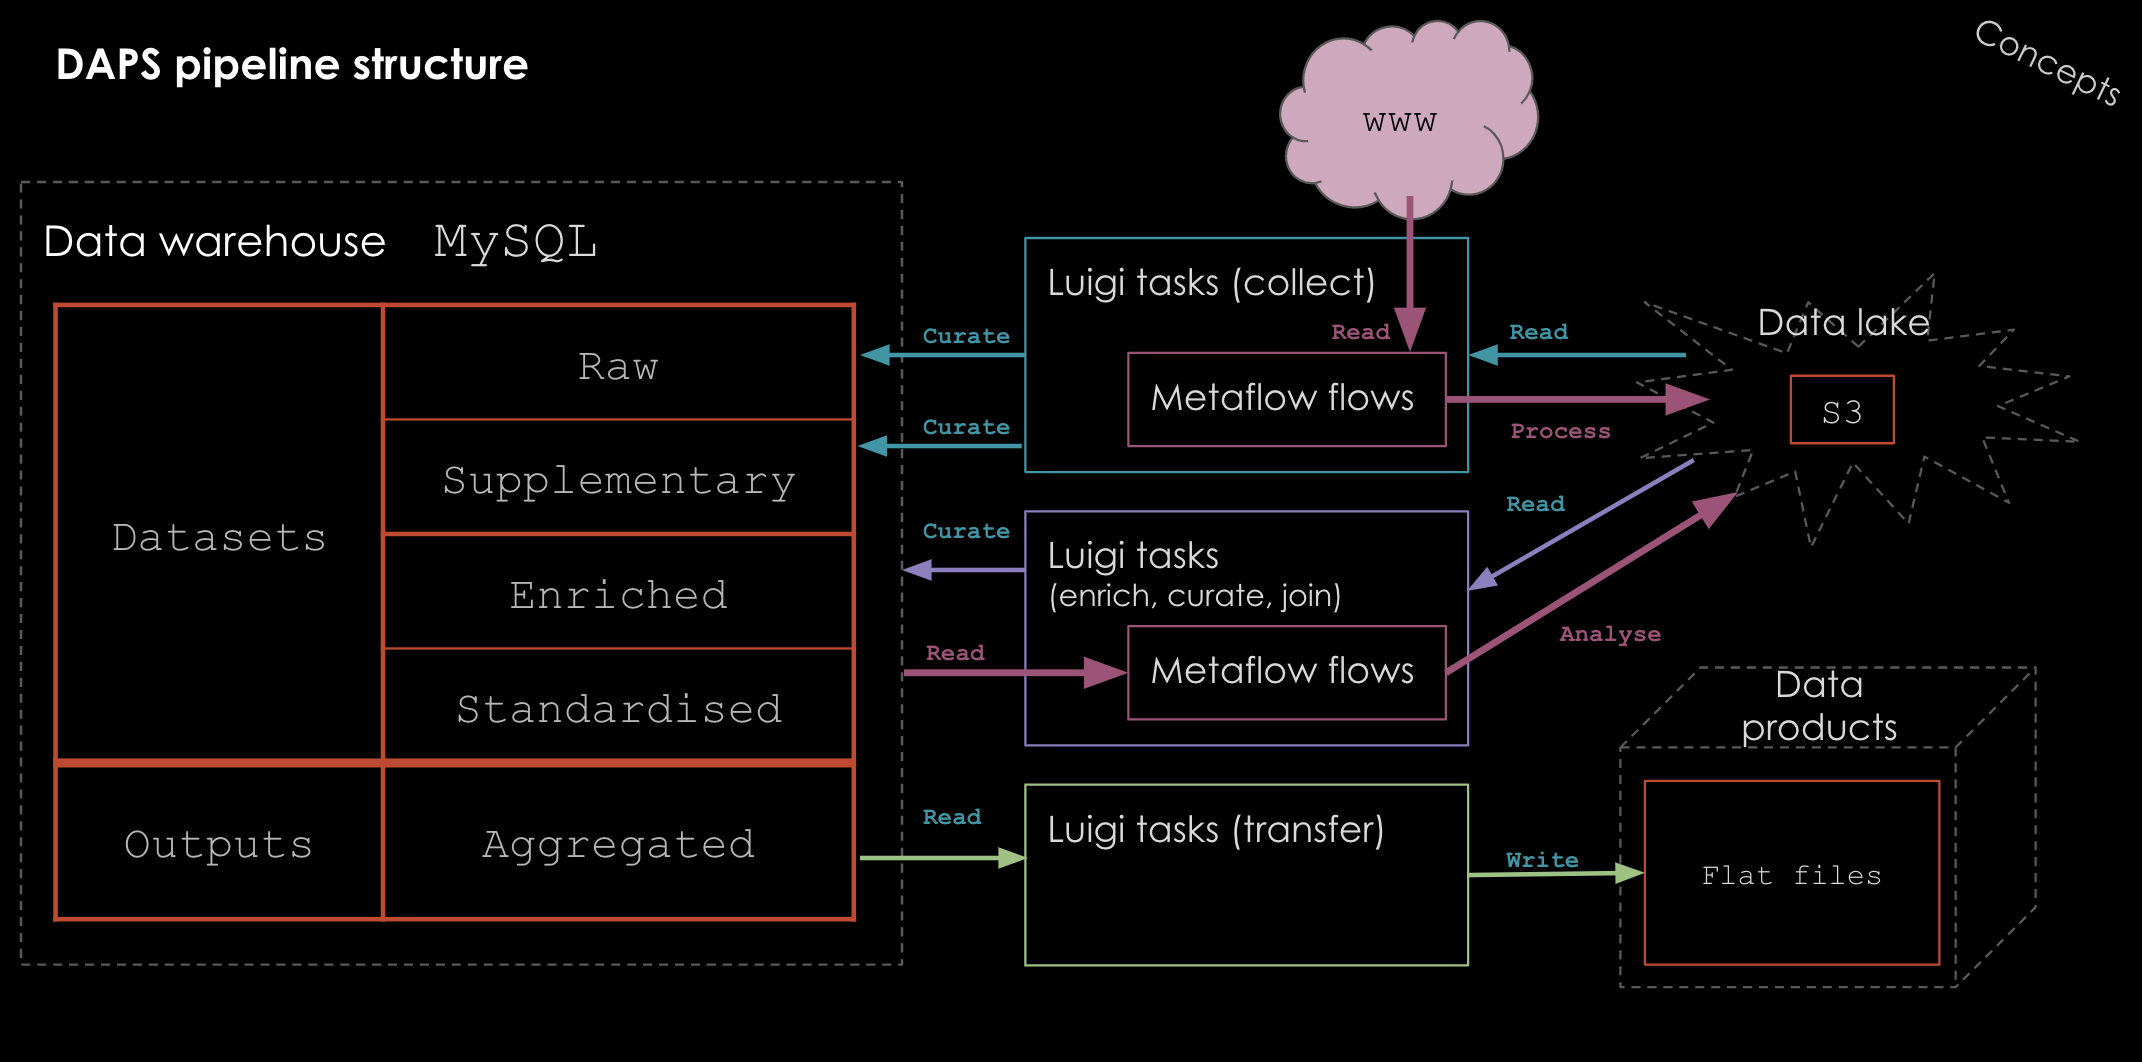 DAPS pipeline structure
Concepts
www
Data warehouse MySQL
Datasets
Raw
Supplementary
Enriched
Standardised
Outputs
Aggregated
Curate
Curate
Curate
Read
Read
Luigi tasks (collect)
Read
Metaflow flows
Luigi tasks
(enrich, curate, join)
Metaflow flows
Luigi tasks (transfer)
Read
Process
Read
Analyse
Write
Data lake
S3
Data
products
Flat files